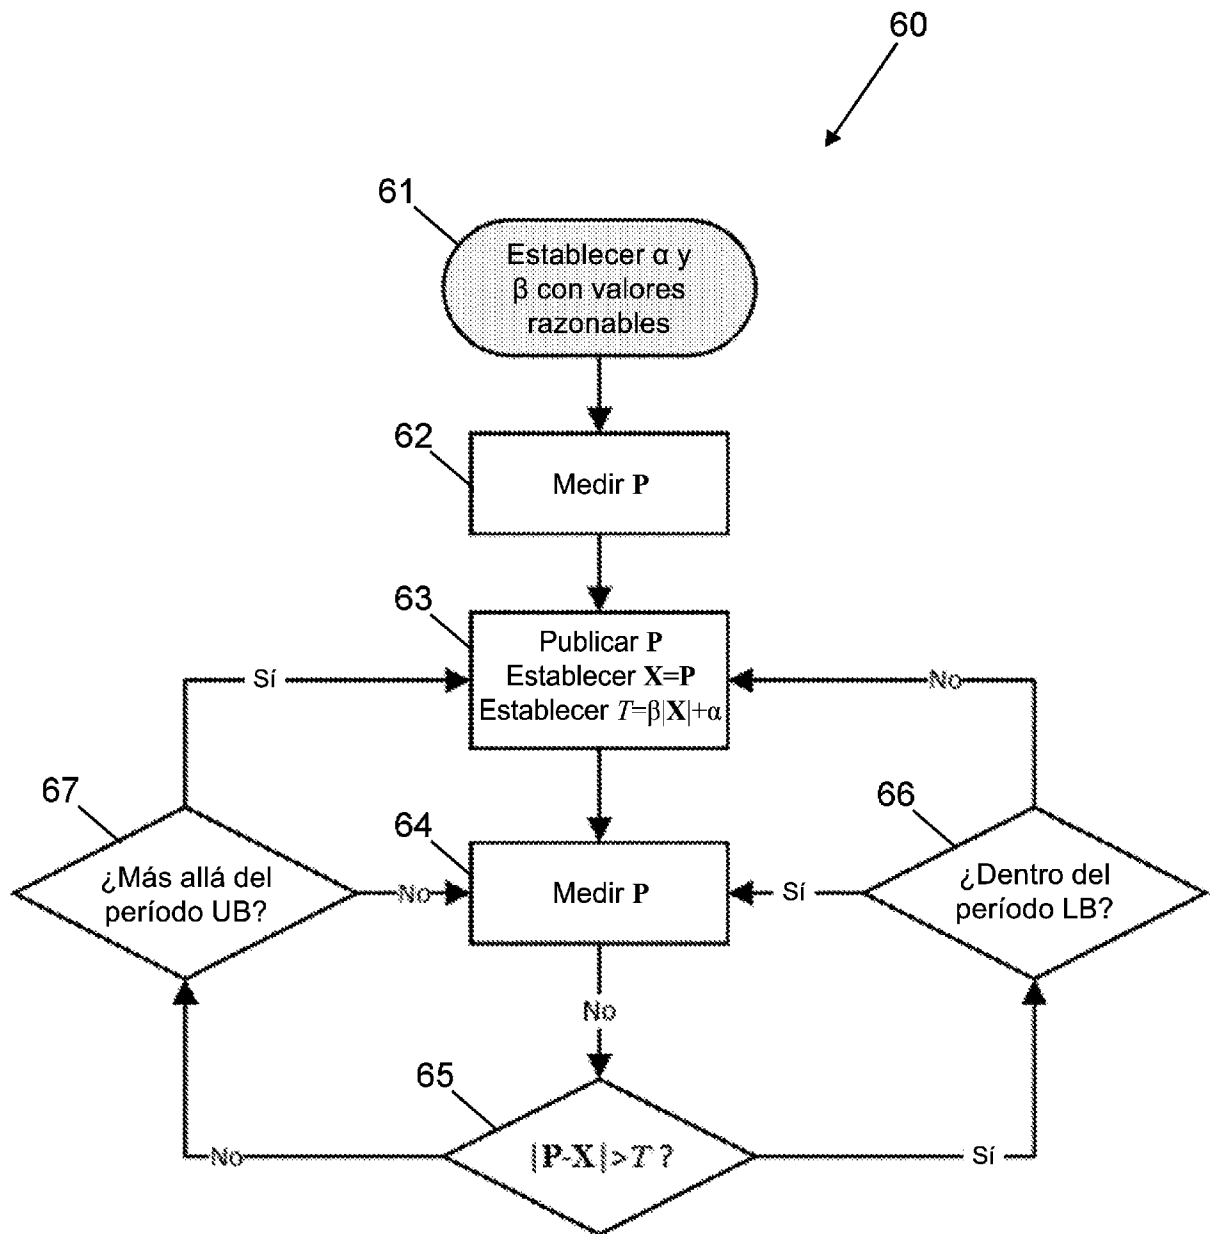 60
61
Establecer α y
β con valores
razonables
62
Medir P
63
Publicar P
Establecer X=P
Establecer T=β|X|+α
Sí
No
67
¿Más allá del
período UB?
No
64
Medir P
Sí
66
¿Dentro del
período LB?
No
65
|P-X|>T ?
No
Sí